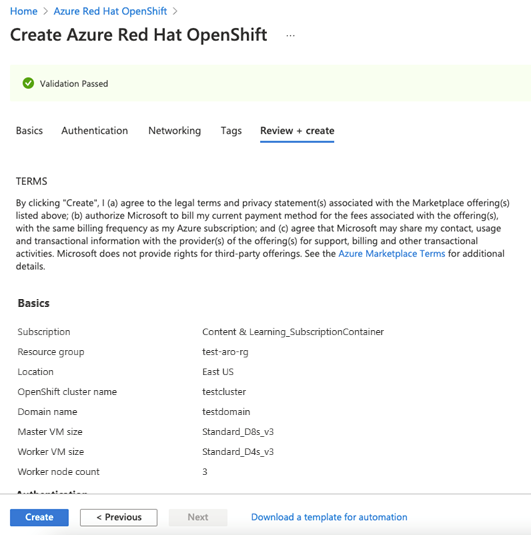 Home > Azure Red Hat OpenShift >
Create Azure Red Hat OpenShift ...
Validation Passed
Basics Authentication Networking Tags Review + create
TERMS
By clicking "Create", I (a) agree to the legal terms and privacy statement(s) associated with the Marketplace offering(s)
listed above; (b) authorize Microsoft to bill my current payment method for the fees associated with the offering(s),
with the same billing frequency as my Azure subscription; and (c) agree that Microsoft may share my contact, usage
and transactional information with the provider(s) of the offering(s) for support, billing and other transactional
activities. Microsoft does not provide rights for third-party offerings. See the Azure Marketplace Terms for additional
details.
Basics
Subscription Content & Learning_SubscriptionContainer
Resource group test-aro-rg
Location East US
OpenShift cluster name testcluster
Domain name testdomain
Master VM size Standard_D8s_v3
Worker VM size Standard_D4s_v3
Worker node count 3
Authentication
Create < Previous Next Download a template for automation